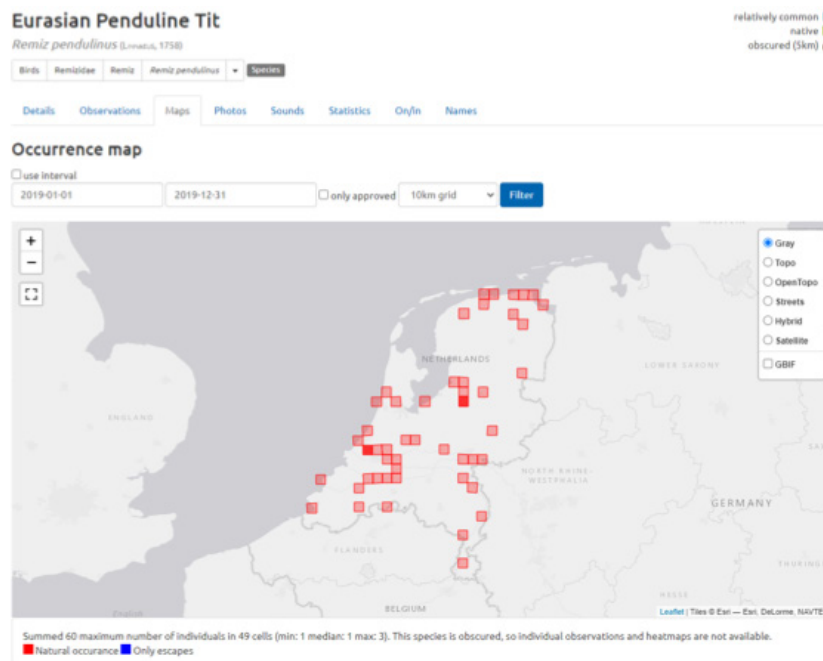 Eurasian Penduline Tit
relatively common
Remiz pendulinus (Linnaeus, 1758)
native
obscured (5km)
Birds Remizidae Remiz Remiz pendulinus Species
Details Observations Maps Photos Sounds Statistics On/In Names
Occurrence map
use interval
2019-01-01 2019-12-31 only approved 10km grid Filter
+
−
Gray
Topo
OpenTopo
Streets
Hybrid
Satellite
GBIF
NETHERLANDS
LOWER SAXONY
ENGLAND
NORTH RHINE-
WESTPHALIA
GERMANY
FLANDERS
THURING
HESSE
BELGIUM
English
Leaflet | Tiles © Esri — Esri, DeLorme, NAVTE
Summed 60 maximum number of individuals in 49 cells (min: 1 median: 1 max: 3). This species is obscured, so individual observations and heatmaps are not available.
Natural occurance Only escapes